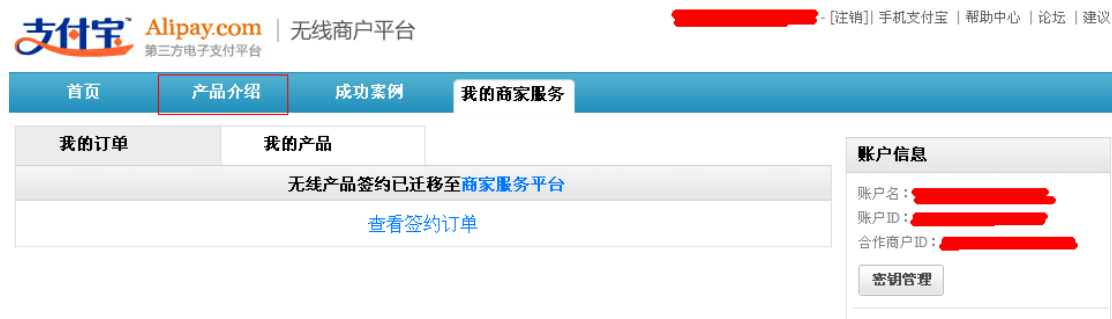 支付宝™ Alipay.com | 无线商户平台
第三方电子支付平台
- [注销]| 手机支付宝 | 帮助中心 | 论坛 | 建议
首页 产品介绍 成功案例 我的商家服务
我的订单 我的产品
无线产品签约已迁移至商家服务平台
查看签约订单
账户信息
账户名:
账户ID:
合作商户ID:
密钥管理